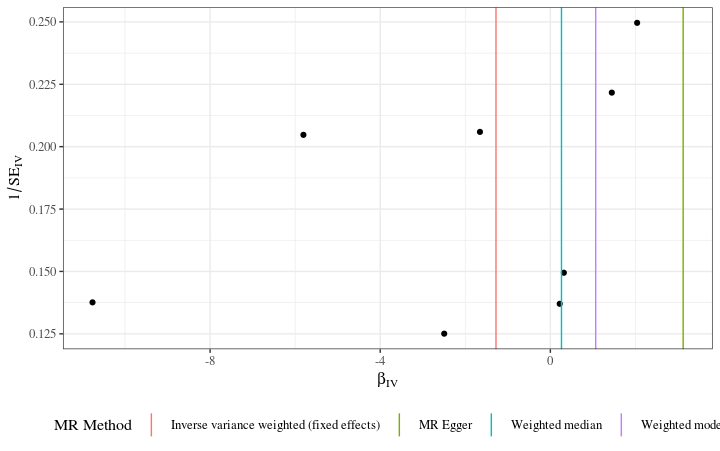 0.250
0.225
0.200
0.175
0.150
0.125
1/SE_IV
-8
-4
0
β_IV
MR Method
Inverse variance weighted (fixed effects)
MR Egger
Weighted median
Weighted mode